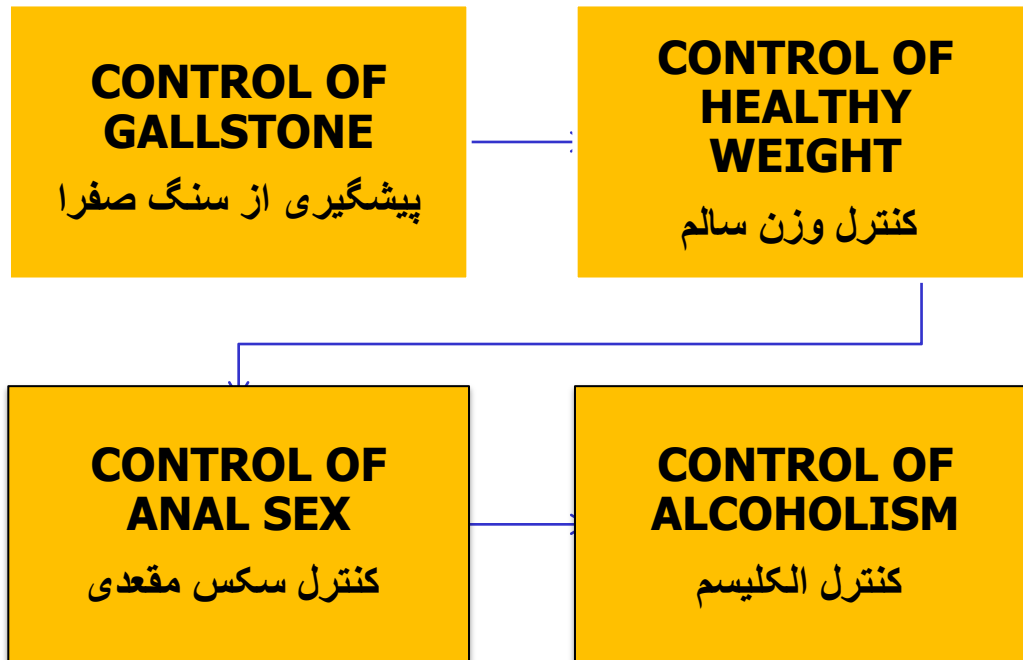 CONTROL OF
GALLSTONE
پیشگیری از سنگ صفرا
CONTROL OF
HEALTHY
WEIGHT
کنترل وزن سالم
CONTROL OF
ANAL SEX
کنترل سکس مقعدی
CONTROL OF
ALCOHOLISM
کنترل الکلیسم